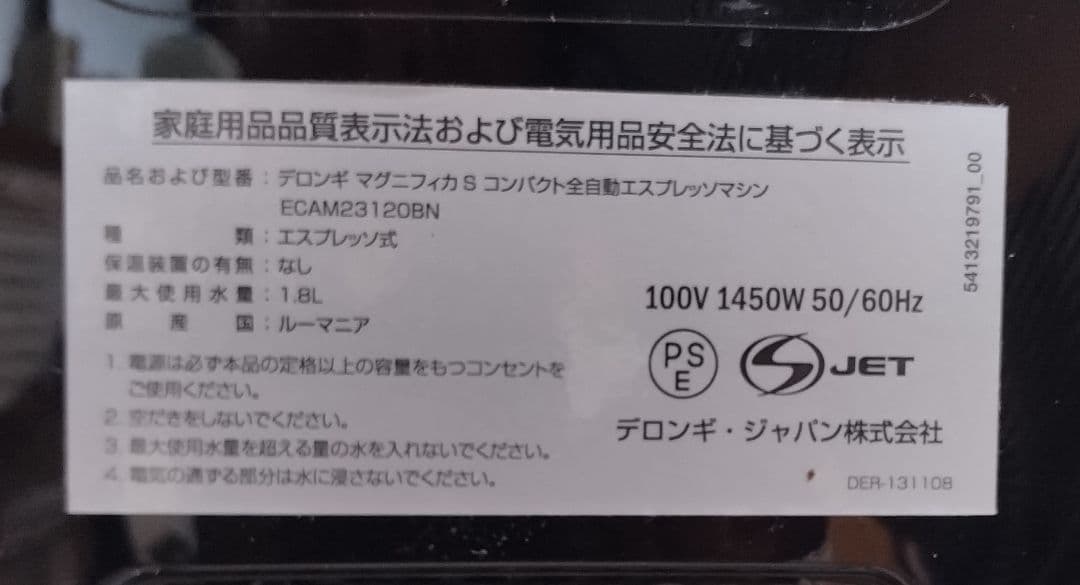 家庭用品品質表示法および電気用品安全法に基づく表示
品名および型番：デロンギ マグニフィカ S コンパクト全自動エスプレッソマシン
ECAM23120BN
種類：エスプレッソ式
保温装置の有無：なし
最大使用水量：1.8L
原産国：ルーマニア
1. 電源は必ず本品の定格以上の容量をもつコンセントを
ご使用ください。
2. 空だきをしないでください。
3. 最大使用水量を超える量の水を入れないでください。
4. 電気の通ずる部分は水に浸さないでください。
100V 1450W 50/60Hz
PS
E
S JET
デロンギ・ジャパン株式会社
DER-131108
5413219791_00